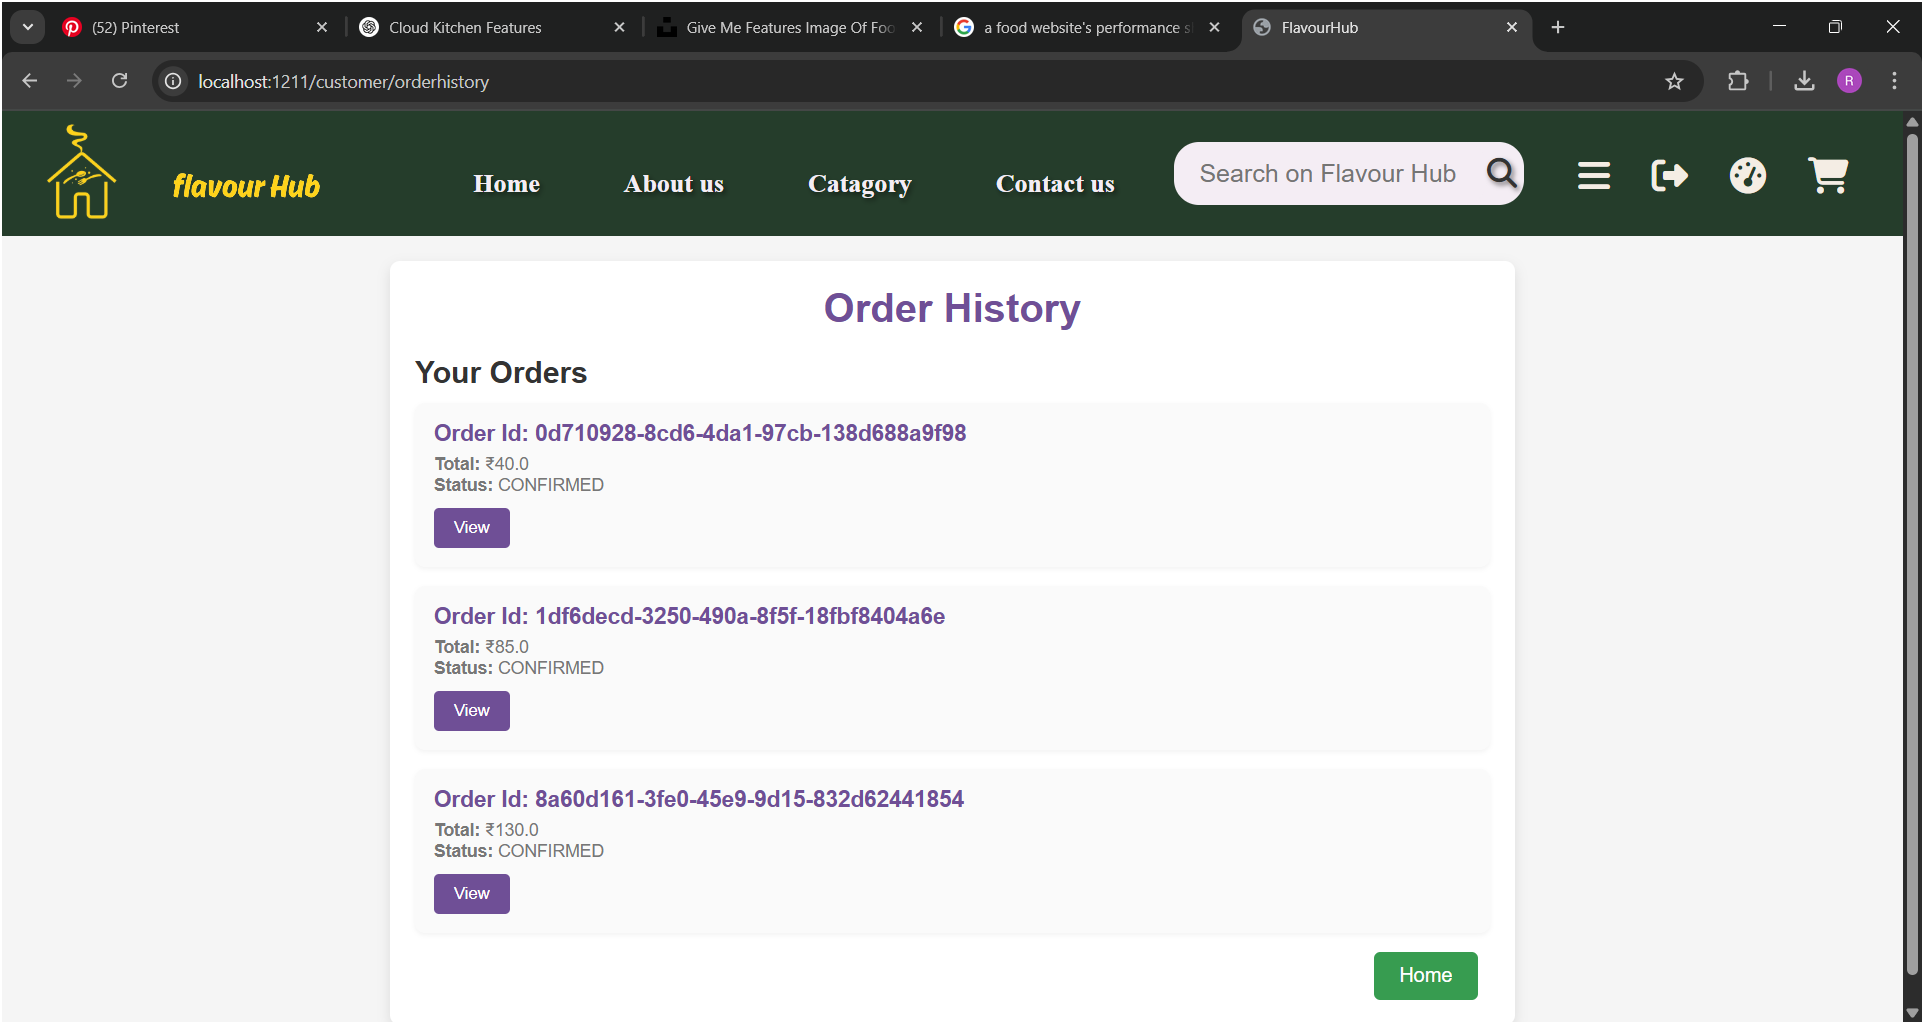 (52) Pinterest
Cloud Kitchen Features
Give Me Features Image Of Foo
a food website's performance s
FlavourHub
localhost:1211/customer/orderhistory
R
flavour Hub
Home
About us
Catagory
Contact us
Search on Flavour Hub
Order History
Your Orders
Order Id: 0d710928-8cd6-4da1-97cb-138d688a9f98
Total: ₹40.0
Status: CONFIRMED
View
Order Id: 1df6decd-3250-490a-8f5f-18fbf8404a6e
Total: ₹85.0
Status: CONFIRMED
View
Order Id: 8a60d161-3fe0-45e9-9d15-832d62441854
Total: ₹130.0
Status: CONFIRMED
View
Home